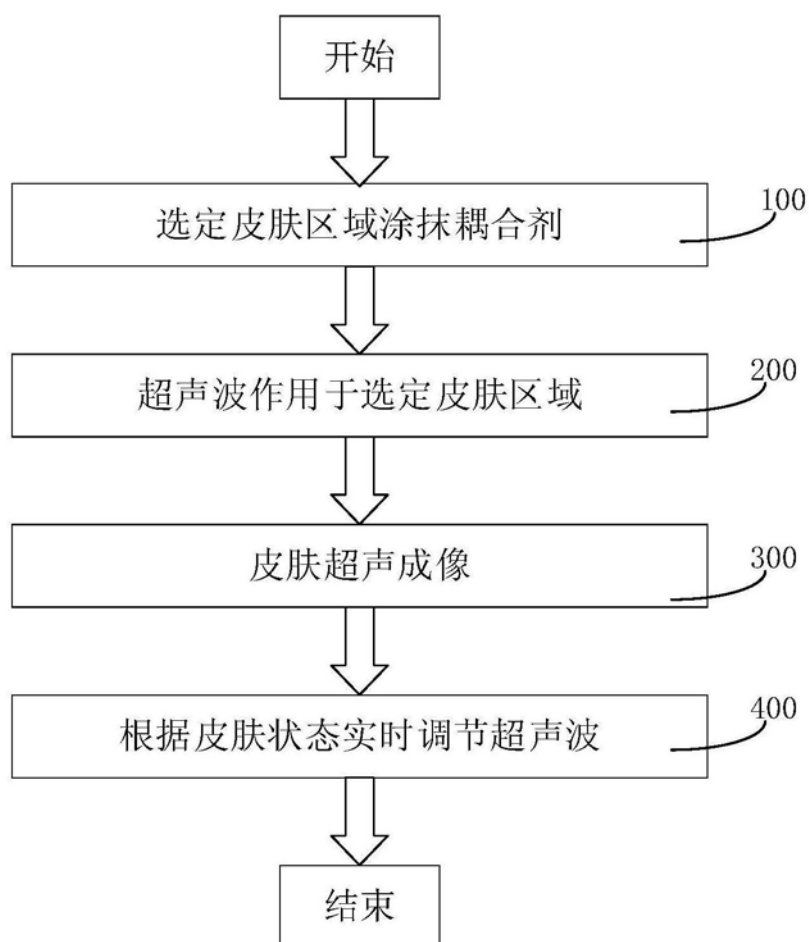 开始
选定皮肤区域涂抹耦合剂
100
超声波作用于选定皮肤区域
200
皮肤超声成像
300
根据皮肤状态实时调节超声波
400
结束